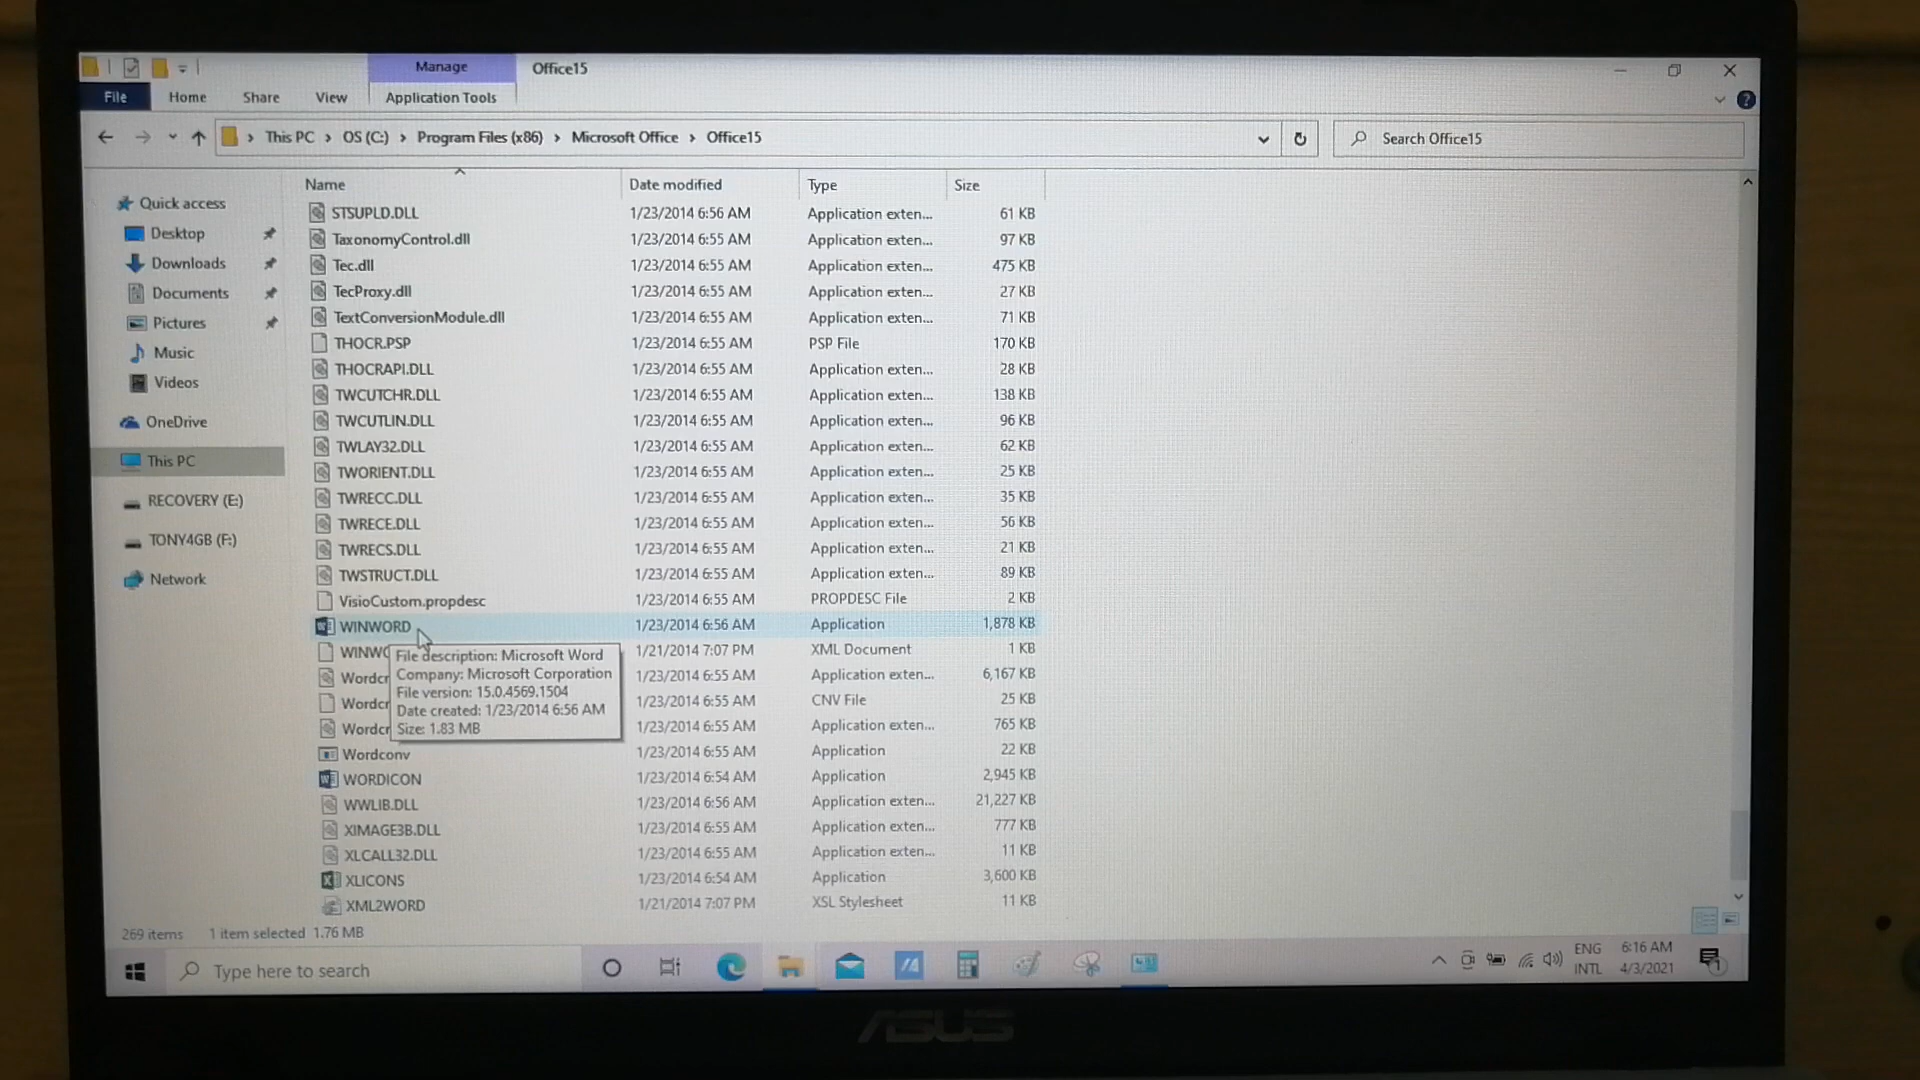 Manage
Office15
File
Home
Share
View
Application Tools
This PC
OS (C:)
Program Files (x86)
Microsoft Office
Office15
Search Office15
Name
Date modified
Type
Size
Quick access
Desktop
Downloads
Documents
Pictures
Music
Videos
OneDrive
This PC
RECOVERY (E:)
TONY4GB (F:)
Network
STSUPLD.DLL 1/23/2014 6:56 AM Application exten... 61 KB
TaxonomyControl.dll 1/23/2014 6:55 AM Application exten... 97 KB
Tec.dll 1/23/2014 6:55 AM Application exten... 475 KB
TecProxy.dll 1/23/2014 6:55 AM Application exten... 27 KB
TextConversionModule.dll 1/23/2014 6:55 AM Application exten... 71 KB
THOCR.PSP 1/23/2014 6:55 AM PSP File 170 KB
THOCRAPI.DLL 1/23/2014 6:55 AM Application exten... 28 KB
TWCUTCHR.DLL 1/23/2014 6:55 AM Application exten... 138 KB
TWCUTLIN.DLL 1/23/2014 6:55 AM Application exten... 96 KB
TWLAY32.DLL 1/23/2014 6:55 AM Application exten... 62 KB
TWORIENT.DLL 1/23/2014 6:55 AM Application exten... 25 KB
TWRECC.DLL 1/23/2014 6:55 AM Application exten... 35 KB
TWRECE.DLL 1/23/2014 6:55 AM Application exten... 56 KB
TWRECS.DLL 1/23/2014 6:55 AM Application exten... 21 KB
TWSTRUCT.DLL 1/23/2014 6:55 AM Application exten... 89 KB
VisioCustom.propdesc 1/23/2014 6:55 AM PROPDESC File 2 KB
WINWORD 1/23/2014 6:56 AM Application 1,878 KB
WINWO 1/21/2014 7:07 PM XML Document 1 KB
Wordcr 1/23/2014 6:55 AM Application exten... 6,167 KB
Wordcr 1/23/2014 6:55 AM CNV File 25 KB
Wordcr 1/23/2014 6:55 AM Application exten... 765 KB
File description: Microsoft Word
Company: Microsoft Corporation
File version: 15.0.4569.1504
Date created: 1/23/2014 6:56 AM
Size: 1.83 MB
Wordconv 1/23/2014 6:55 AM Application 22 KB
WORDICON 1/23/2014 6:54 AM Application 2,945 KB
WWLIB.DLL 1/23/2014 6:56 AM Application exten... 21,227 KB
XIMAGE3B.DLL 1/23/2014 6:55 AM Application exten... 777 KB
XLCALL32.DLL 1/23/2014 6:55 AM Application exten... 11 KB
XLICONS 1/23/2014 6:54 AM Application 3,600 KB
XML2WORD 1/21/2014 7:07 PM XSL Stylesheet 11 KB
269 items 1 item selected 1.76 MB
Type here to search
ENG
INTL
6:16 AM
4/3/2021
1
ASUS